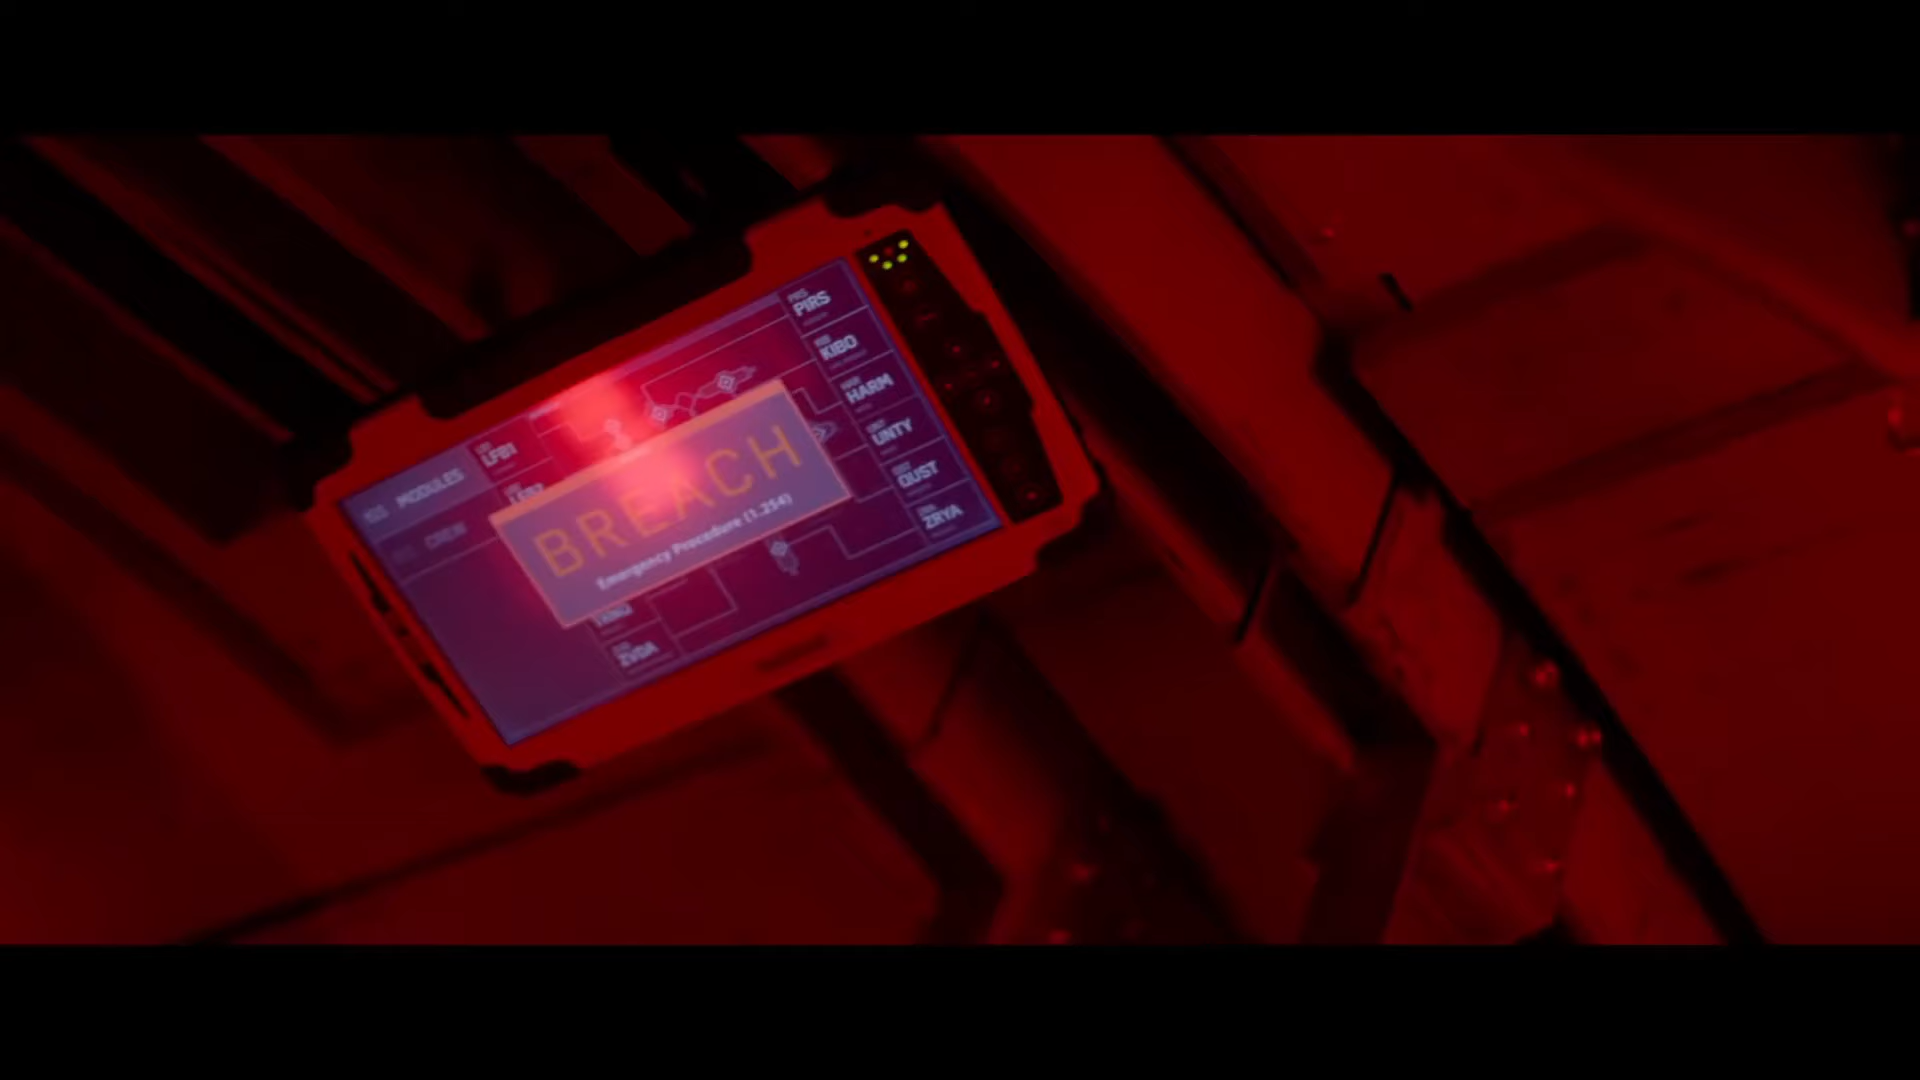 MODULES
CREW
LFB1
BREACH
Emergency Procedure (1.254)
ZVDA
PIRS
KIBO
HARM
UNTY
QUST
ZRYA